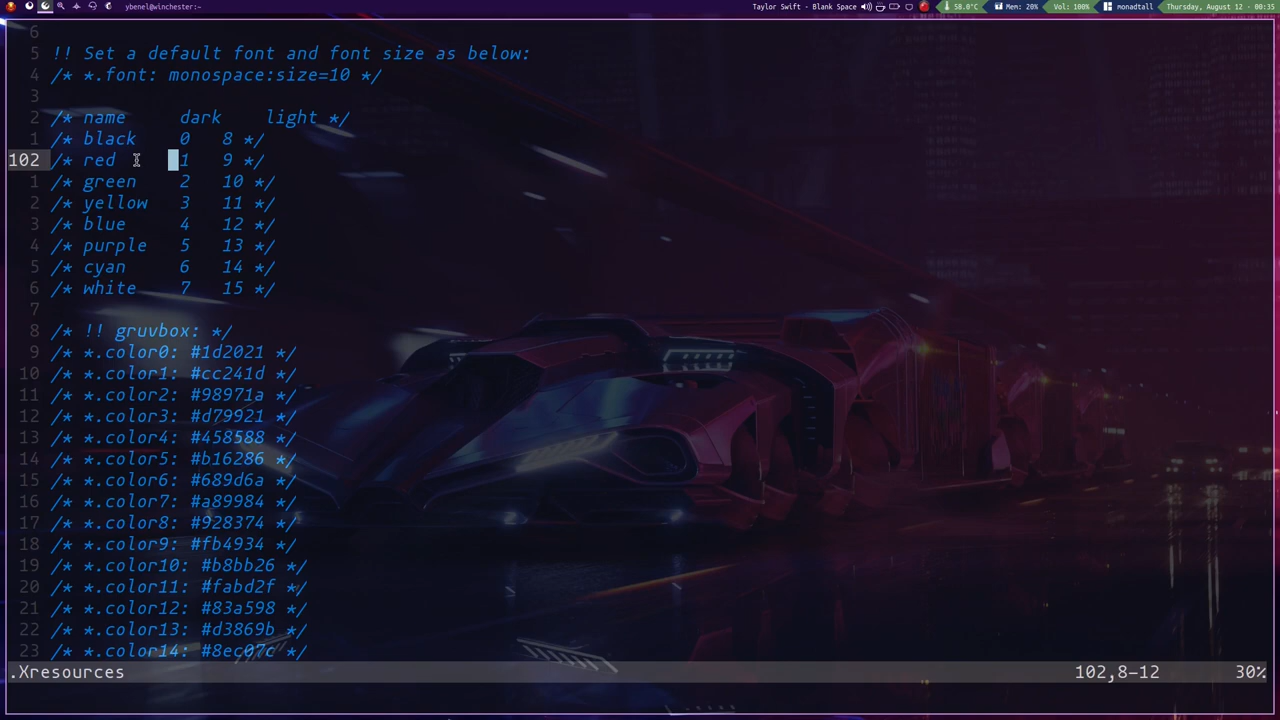 ybenel@winchester:~
Taylor Swift - Blank Space
58.0°C
Mem: 20%
Vol: 100%
monadtall
Thursday, August 12 - 00:35
6
5 !! Set a default font and font size as below:
4 /* *.font: monospace:size=10 */
3
2 /* name dark light */
1 /* black 0 8 */
102 /* red 1 9 */
1 /* green 2 10 */
2 /* yellow 3 11 */
3 /* blue 4 12 */
4 /* purple 5 13 */
5 /* cyan 6 14 */
6 /* white 7 15 */
7
8 /* !! gruvbox: */
9 /* *.color0: #1d2021 */
10 /* *.color1: #cc241d */
11 /* *.color2: #98971a */
12 /* *.color3: #d79921 */
13 /* *.color4: #458588 */
14 /* *.color5: #b16286 */
15 /* *.color6: #689d6a */
16 /* *.color7: #a89984 */
17 /* *.color8: #928374 */
18 /* *.color9: #fb4934 */
19 /* *.color10: #b8bb26 */
20 /* *.color11: #fabd2f */
21 /* *.color12: #83a598 */
22 /* *.color13: #d3869b */
23 /* *.color14: #8ec07c */
.Xresources 102,8-12 30%